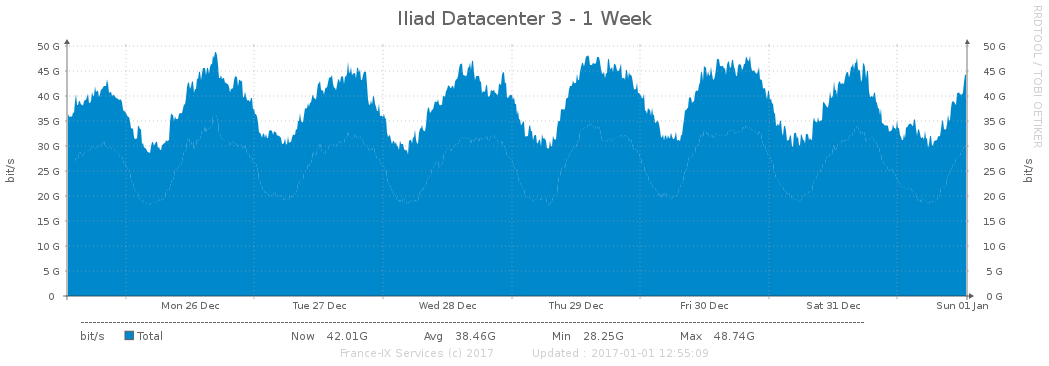 Iliad Datacenter 3 - 1 Week
RRDTOOL / TOBI OETIKER
50 G 50 G
45 G 45 G
40 G 40 G
35 G 35 G
30 G 30 G
25 G 25 G
20 G 20 G
15 G 15 G
10 G 10 G
5 G 5 G
0 0 G
bit/s bit/s
Mon 26 Dec Tue 27 Dec Wed 28 Dec Thu 29 Dec Fri 30 Dec Sat 31 Dec Sun 01 Jan
bit/s Total Now 42.01G Avg 38.46G Min 28.25G Max 48.74G
France-IX Services (c) 2017 Updated : 2017-01-01 12:55:09